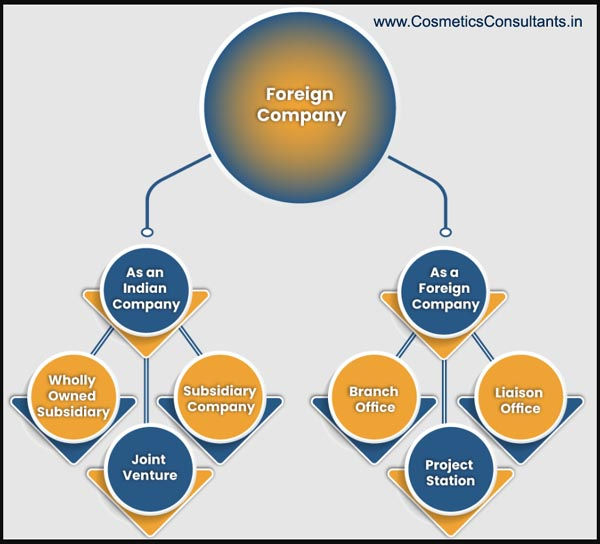 www.CosmeticsConsultants.in
Foreign
Company
As an
Indian
Company
As a
Foreign
Company
Wholly
Owned
Subsidiary
Subsidiary
Company
Joint
Venture
Branch
Office
Liaison
Office
Project
Station